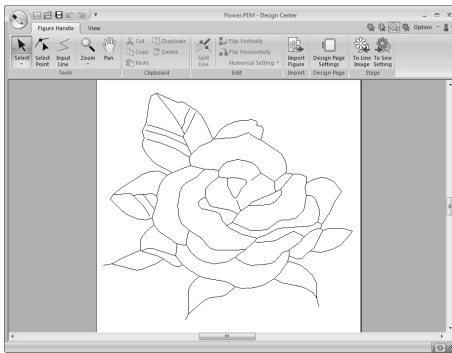 Flower.PEM - Design Center
Figure Handle View Option
Select
Select Point
Input Line
Zoom
Pan
Tools
Cut
Duplicate
Copy
Delete
Paste
Clipboard
Split Line
Flip Vertically
Flip Horizontally
Numerical Setting
Edit
Import Figure
Import
Design Page Settings
Design Page
To Line Image
To Sew Setting
Stage